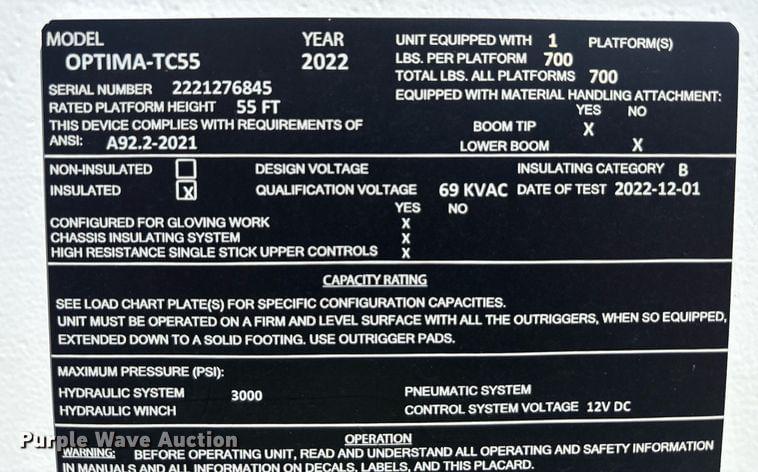 MODEL YEAR UNIT EQUIPPED WITH 1 PLATFORM(S)
OPTIMA-TC55 2022 LBS. PER PLATFORM 700
TOTAL LBS. ALL PLATFORMS 700
SERIAL NUMBER 2221276845 EQUIPPED WITH MATERIAL HANDLING ATTACHMENT:
RATED PLATFORM HEIGHT 55 FT YES NO
THIS DEVICE COMPLIES WITH REQUIREMENTS OF BOOM TIP X
ANSI: A92.2-2021 LOWER BOOM X
NON-INSULATED DESIGN VOLTAGE INSULATING CATEGORY B
INSULATED X QUALIFICATION VOLTAGE 69 KVAC DATE OF TEST 2022-12-01
YES NO
CONFIGURED FOR GLOVING WORK X
CHASSIS INSULATING SYSTEM X
HIGH RESISTANCE SINGLE STICK UPPER CONTROLS X
CAPACITY RATING
SEE LOAD CHART PLATE(S) FOR SPECIFIC CONFIGURATION CAPACITIES.
UNIT MUST BE OPERATED ON A FIRM AND LEVEL SURFACE WITH ALL THE OUTRIGGERS, WHEN SO EQUIPPED,
EXTENDED DOWN TO A SOLID FOOTING. USE OUTRIGGER PADS.
MAXIMUM PRESSURE (PSI):
HYDRAULIC SYSTEM 3000 PNEUMATIC SYSTEM
HYDRAULIC WINCH CONTROL SYSTEM VOLTAGE 12V DC
Purple Wave Auction
OPERATION
WARNING: BEFORE OPERATING UNIT, READ AND UNDERSTAND ALL OPERATING AND SAFETY INFORMATION
IN MANUALS AND ALL INFORMATION ON DECALS, LABELS, AND THIS PLACARD.